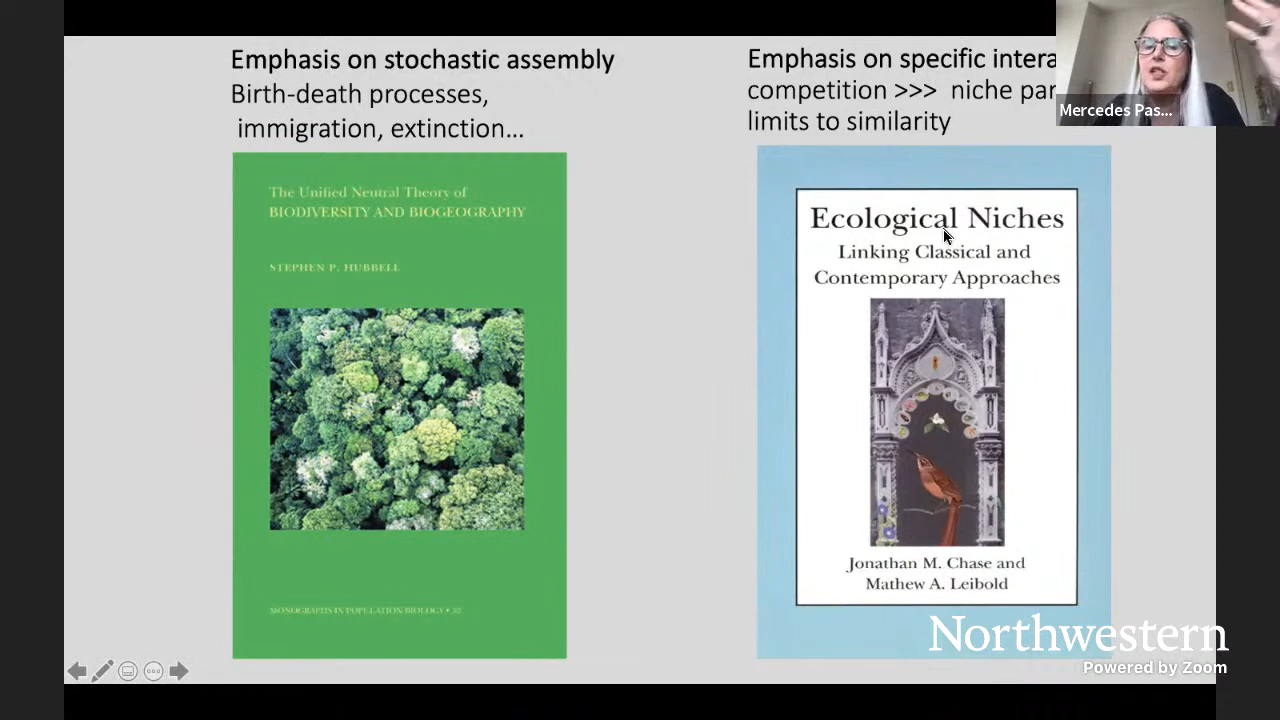 Emphasis on stochastic assembly
Birth-death processes,
immigration, extinction...
The Unified Neutral Theory of
BIODIVERSITY AND BIOGEOGRAPHY
STEPHEN P. HUBBELL
MONOGRAPHS IN POPULATION BIOLOGY • 32
Emphasis on specific intera
competition >>> niche par
limits to similarity
Ecological Niches
Linking Classical and
Contemporary Approaches
Jonathan M. Chase and
Mathew A. Leibold
Mercedes Pas...
Northwestern
Powered by Zoom